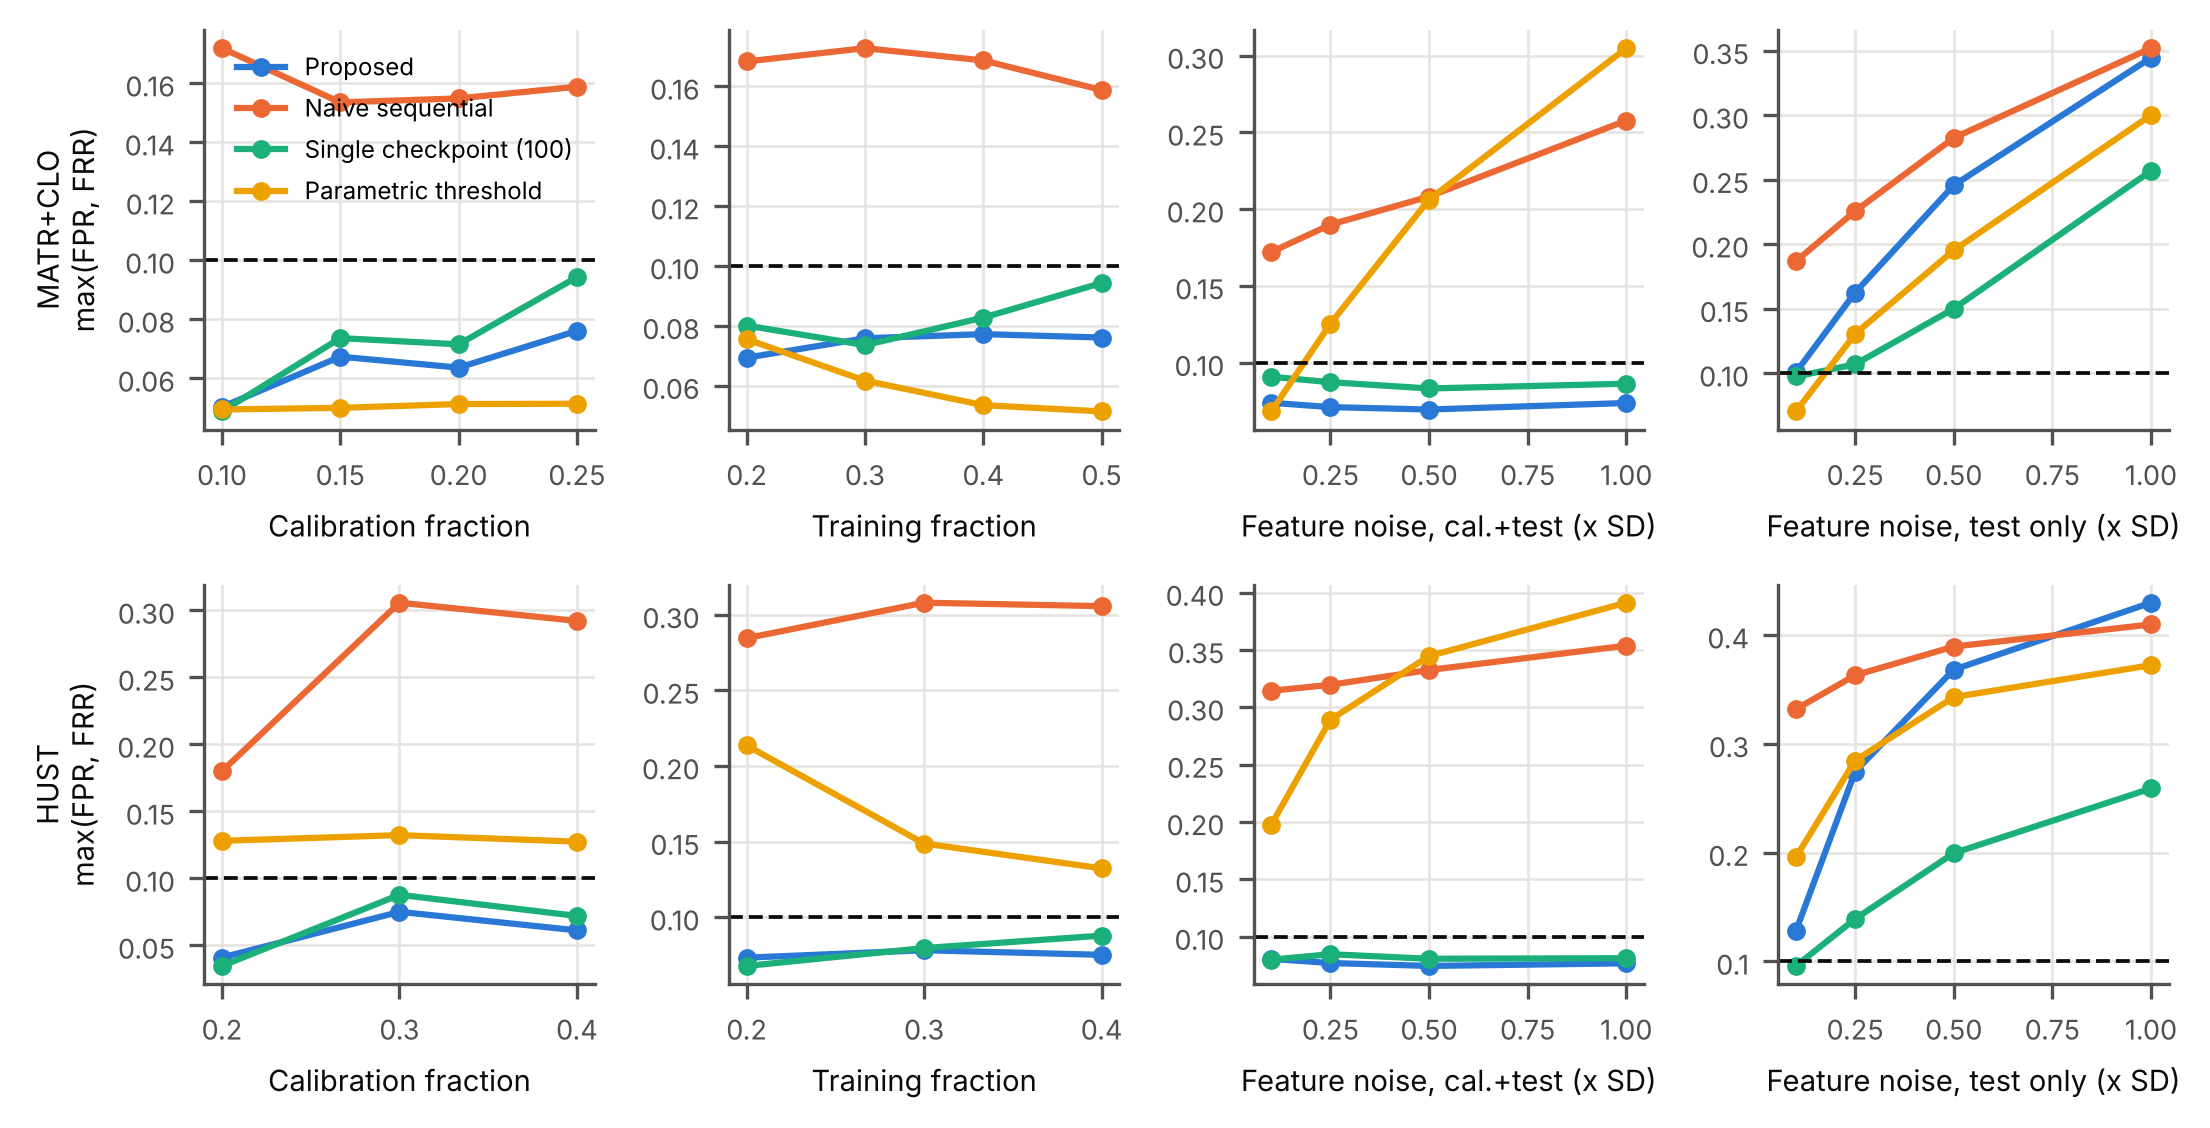 MATR+CLO
max(FPR, FRR)
0.16
0.14
0.12
0.10
0.08
0.06
Proposed
Naive sequential
Single checkpoint (100)
Parametric threshold
0.10 0.15 0.20 0.25
Calibration fraction
0.16
0.14
0.12
0.10
0.08
0.06
0.2 0.3 0.4 0.5
Training fraction
0.30
0.25
0.20
0.15
0.10
0.25 0.50 0.75 1.00
Feature noise, cal.+test (x SD)
0.35
0.30
0.25
0.20
0.15
0.10
0.25 0.50 0.75 1.00
Feature noise, test only (x SD)
HUST
max(FPR, FRR)
0.30
0.25
0.20
0.15
0.10
0.05
0.2 0.3 0.4
Calibration fraction
0.30
0.25
0.20
0.15
0.10
0.2 0.3 0.4
Training fraction
0.40
0.35
0.30
0.25
0.20
0.15
0.10
0.25 0.50 0.75 1.00
Feature noise, cal.+test (x SD)
0.4
0.3
0.2
0.1
0.25 0.50 0.75 1.00
Feature noise, test only (x SD)